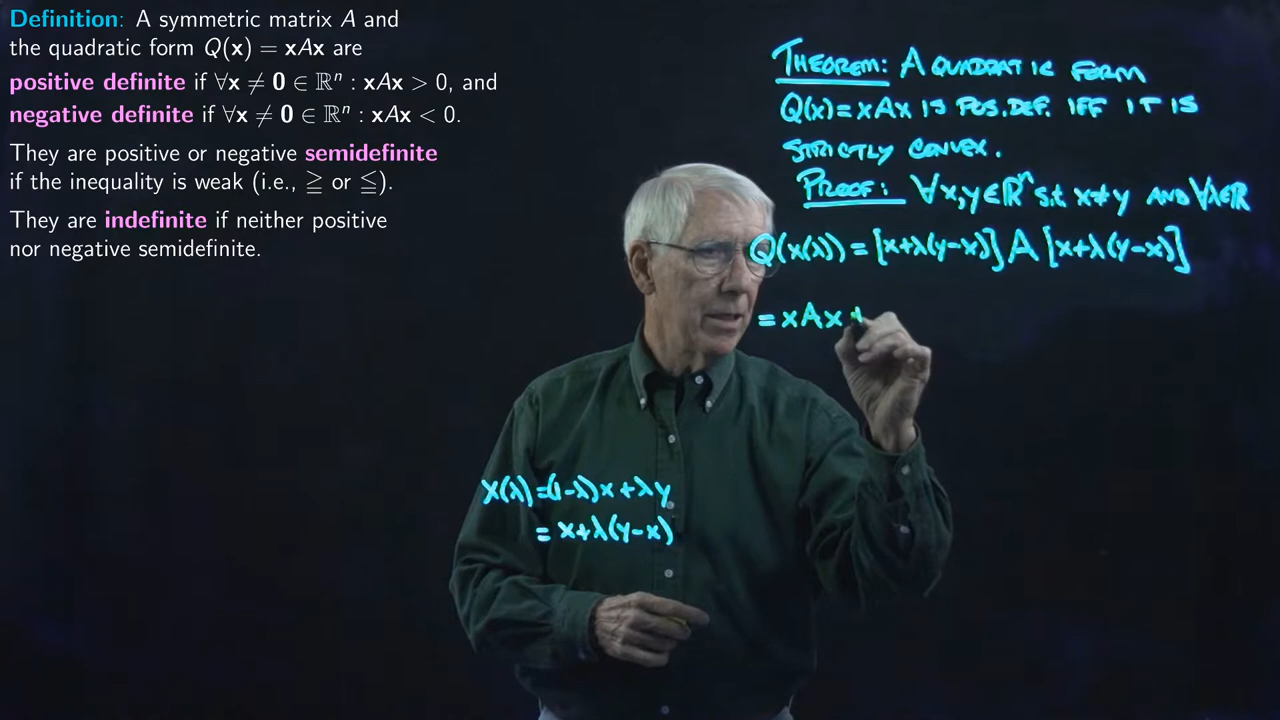 Definition: A symmetric matrix A and
the quadratic form Q(x) = xAx are
positive definite if ∀x ≠ 0 ∈ ℝⁿ : xAx > 0, and
negative definite if ∀x ≠ 0 ∈ ℝⁿ : xAx < 0.
They are positive or negative semidefinite
if the inequality is weak (i.e., ≧ or ≦).
They are indefinite if neither positive
nor negative semidefinite.
THEOREM: A QUADRATIC FORM
Q(x) = xAx IS POS. DEF. IFF IT IS
STRICTLY CONVEX.
PROOF: ∀x,y∈ℝⁿ s.t. x≠y AND ∀λ∈ℝ
Q(x(λ)) = [x+λ(y-x)] A [x+λ(y-x)]
= xAx +
x(λ) = (1-λ)x + λy
= x+λ(y-x)